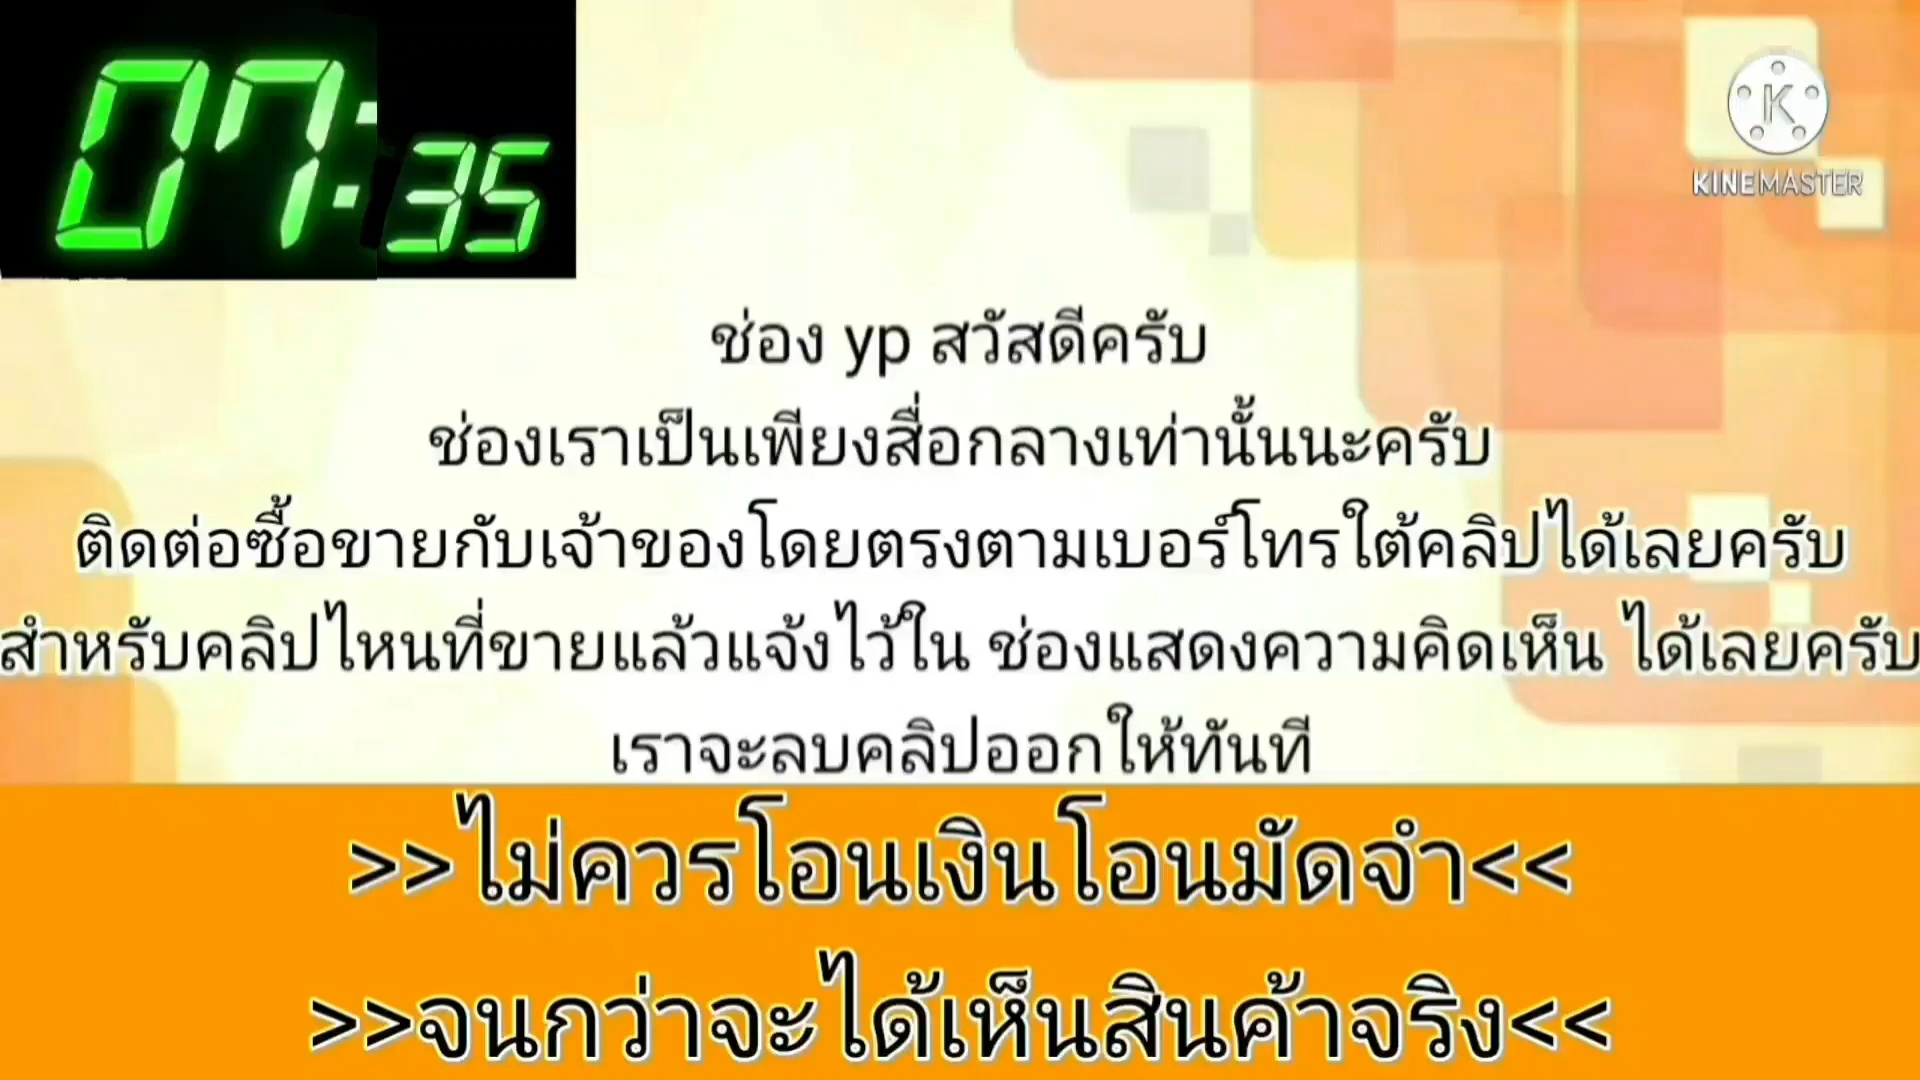 07:35
KINEMASTER
ช่อง yp สวัสดีครับ
ช่องเราเป็นเพียงสื่อกลางเท่านั้นนะครับ
ติดต่อซื้อขายกับเจ้าของโดยตรงตามเบอร์โทรใต้คลิปได้เลยครับ
สำหรับคลิปไหนที่ขายแล้วแจ้งไว้ใน ช่องแสดงความคิดเห็น ได้เลยครับ
เราจะลบคลิปออกให้ทันที
>>ไม่ควรโอนเงินโอนมัดจำ<<
>>จนกว่าจะได้เห็นสินค้าจริง<<